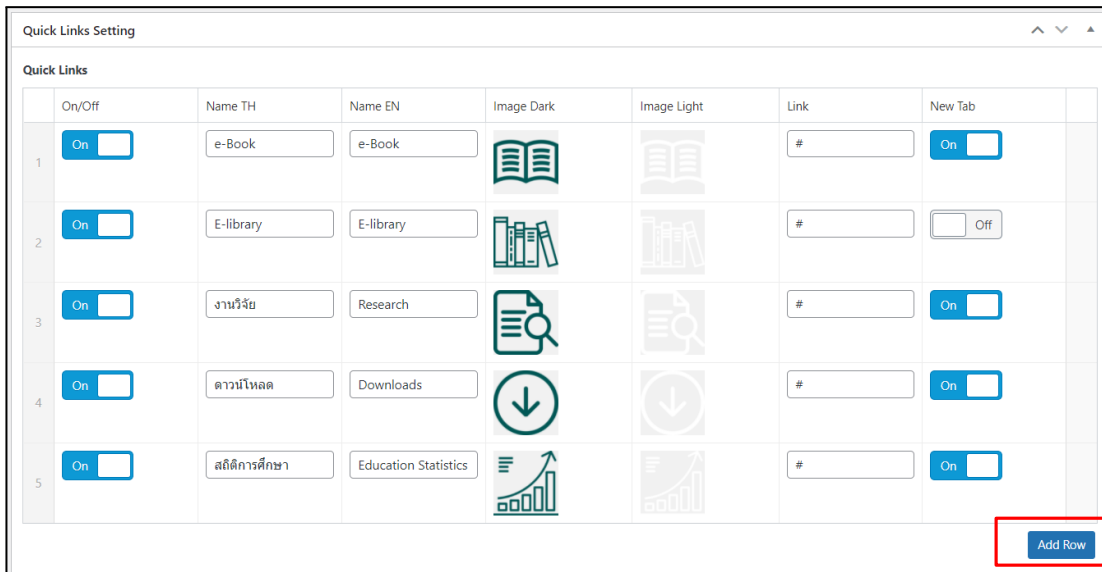 Quick Links Setting
Quick Links
On/Off Name TH Name EN Image Dark Image Light Link New Tab
1 On e-Book e-Book # On
2 On E-library E-library # Off
3 On งานวิจัย Research # On
4 On ดาวน์โหลด Downloads # On
5 On สถิติการศึกษา Education Statistics # On
Add Row